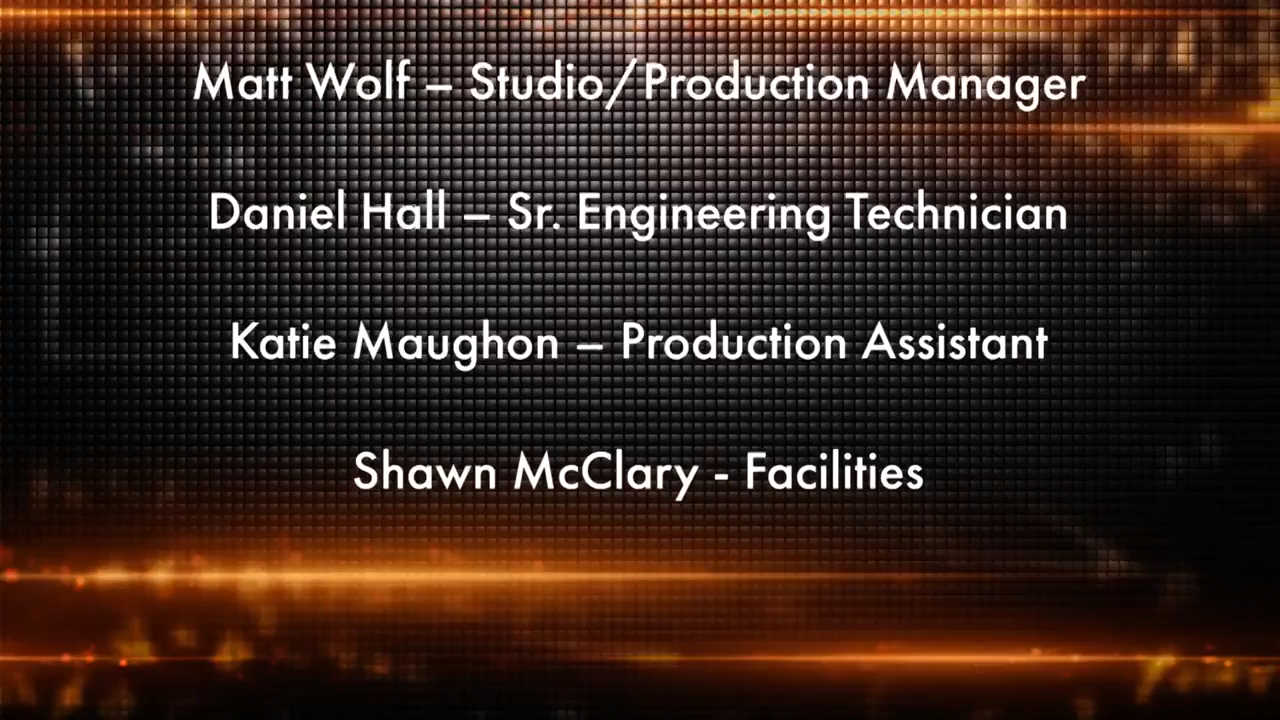 Matt Wolf – Studio/Production Manager
Daniel Hall – Sr. Engineering Technician
Katie Maughon – Production Assistant
Shawn McClary - Facilities